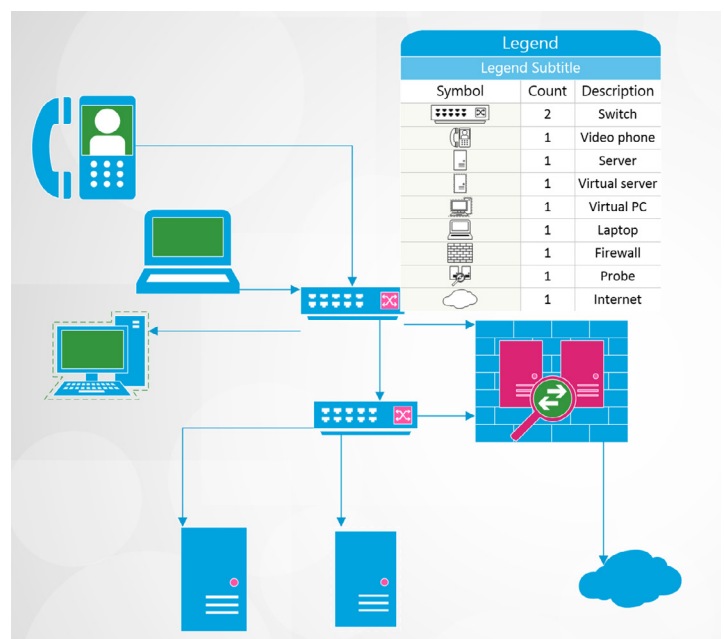 Legend
Legend Subtitle
Symbol Count Description
2 Switch
1 Video phone
1 Server
1 Virtual server
1 Virtual PC
1 Laptop
1 Firewall
1 Probe
1 Internet